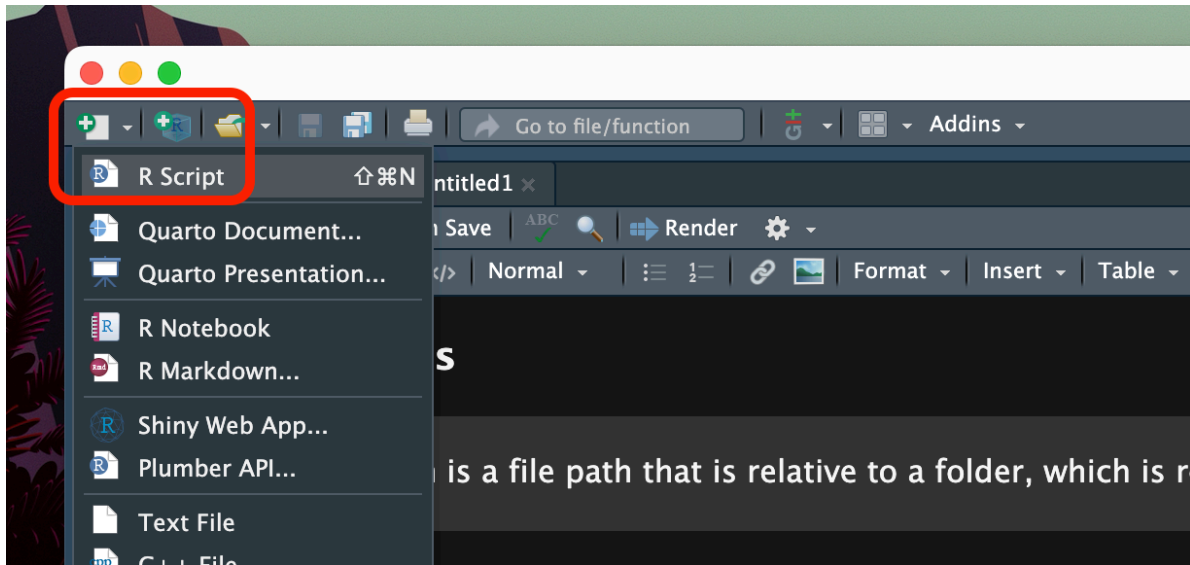 Go to file/function
Addins
R Script ⇧⌘N
ntitled1
Quarto Document...
Save
ABC
Render
Quarto Presentation...
</>
Normal
Format
Insert
Table
R Notebook
s
R Markdown...
Shiny Web App...
Plumber API...
is a file path that is relative to a folder, which is r
Text File
C++ File